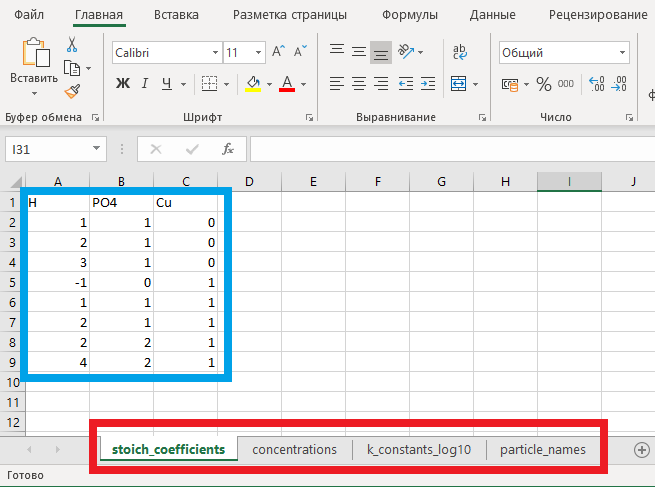 Файл Главная Вставка Разметка страницы Формулы Данные Рецензирование
Вставить
Calibri 11
Ж К Ч
Общий
% 000
Буфер обмена Шрифт Выравнивание Число
I31 fx
A B C D E F G H I J
1 H PO4 Cu
2 1 1 0
3 2 1 0
4 3 1 0
5 -1 0 1
6 1 1 1
7 2 1 1
8 2 2 1
9 4 2 1
10
11
12
stoich_coefficients concentrations k_constants_log10 particle_names
Готово